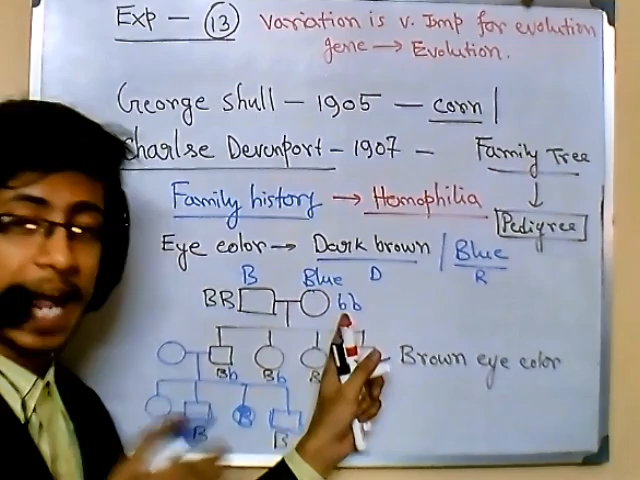 Exp - 13 Variation is v. Imp for evolution
gene → Evolution.
George Shull - 1905 - corn
Charlse Devenport - 1907 - Family Tree
Family history → Hemophilia
Pedigree
Eye color → Dark brown / Blue
B Blue D R
BB bb
Bb Bb B Brown eye color
B B B